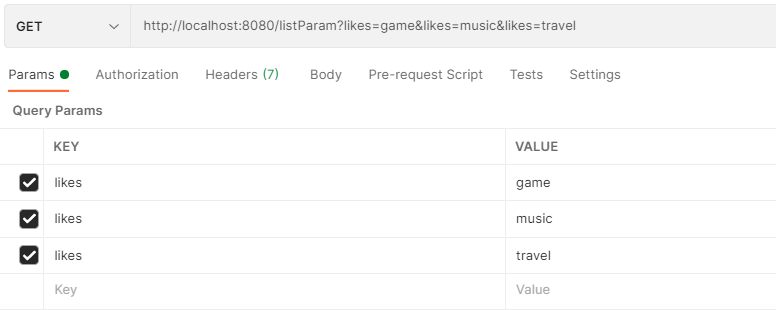 GET http://localhost:8080/listParam?likes=game&likes=music&likes=travel
Params Authorization Headers (7) Body Pre-request Script Tests Settings
Query Params
KEY VALUE
likes game
likes music
likes travel
Key Value